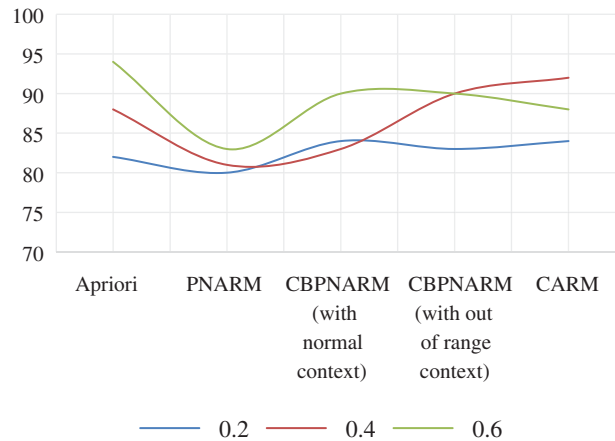 100
95
90
85
80
75
70
Apriori PNARM CBPNARM CBPNARM CARM
(with (with out
normal of range
context) context)
0.2 0.4 0.6